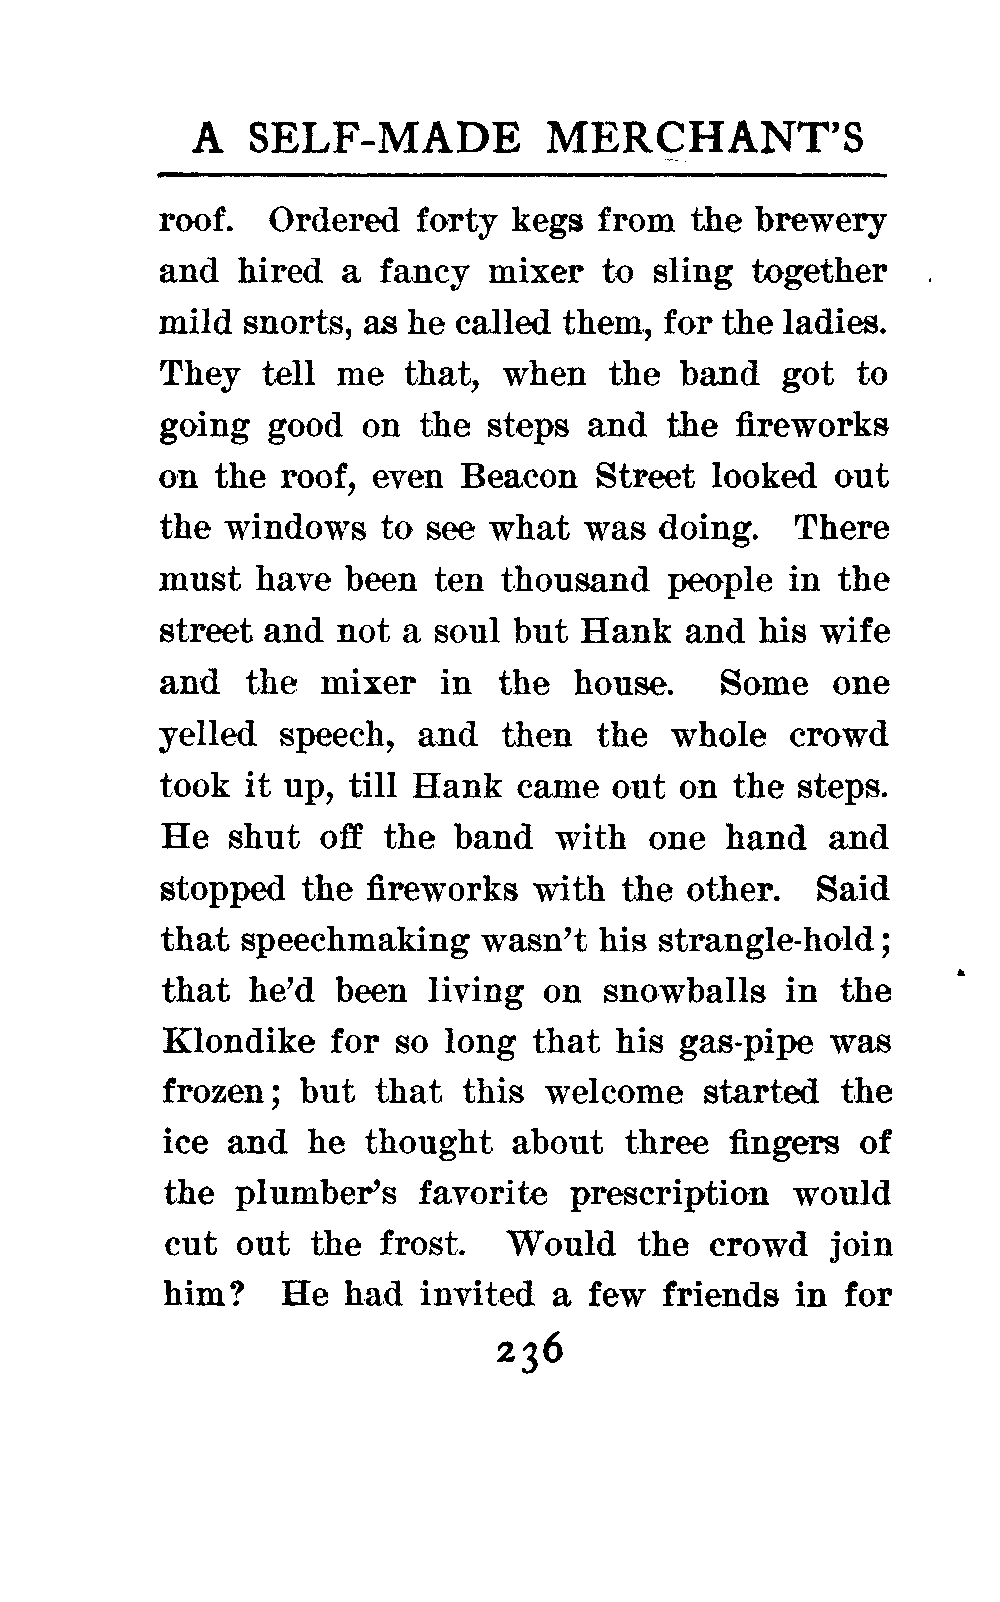 A SELF-MADE MERCHANT'S
roof. Ordered forty kegs from the brewery
and hired a fancy mixer to sling together
mild snorts, as he called them, for the ladies.
They tell me that, when the band got to
going good on the steps and the fireworks
on the roof, even Beacon Street looked out
the windows to see what was doing. There
must have been ten thousand people in the
street and not a soul but Hank and his wife
and the mixer in the house. Some one
yelled speech, and then the whole crowd
took it up, till Hank came out on the steps.
He shut off the band with one hand and
stopped the fireworks with the other. Said
that speechmaking wasn't his strangle-hold;
that he'd been living on snowballs in the
Klondike for so long that his gas-pipe was
frozen; but that this welcome started the
ice and he thought about three fingers of
the plumber's favorite prescription would
cut out the frost. Would the crowd join
him? He had invited a few friends in for
236